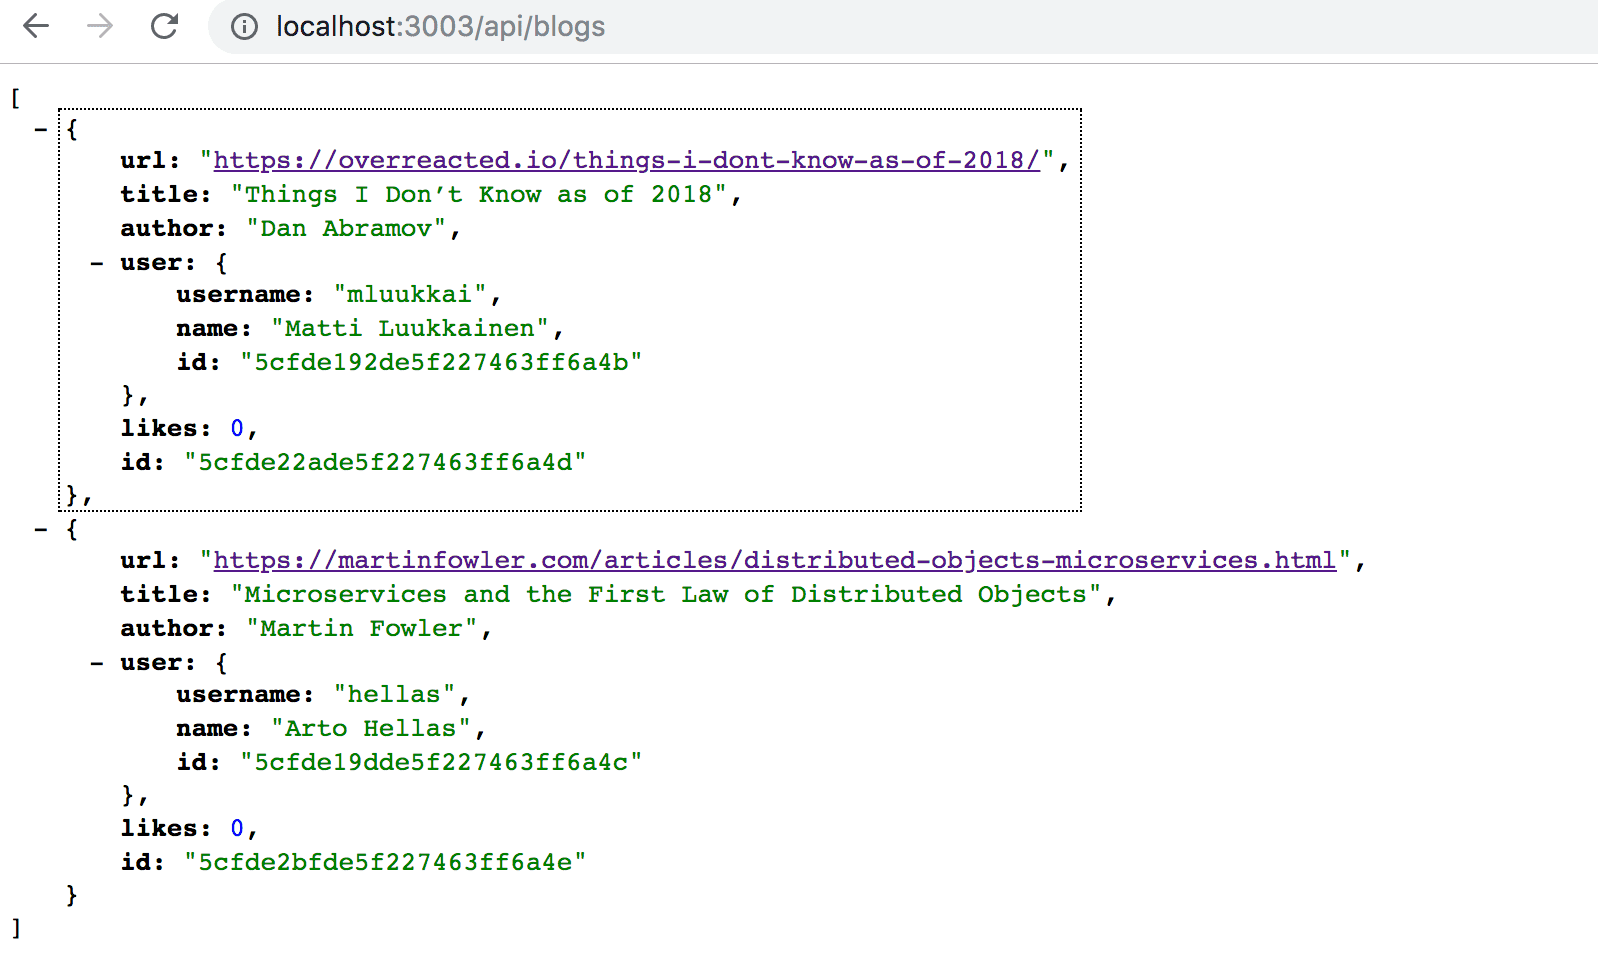 localhost:3003/api/blogs
[
- {
url: "https://overreacted.io/things-i-dont-know-as-of-2018/",
title: "Things I Don’t Know as of 2018",
author: "Dan Abramov",
- user: {
username: "mluukkai",
name: "Matti Luukkainen",
id: "5cfde192de5f227463ff6a4b"
},
likes: 0,
id: "5cfde22ade5f227463ff6a4d"
},
- {
url: "https://martinfowler.com/articles/distributed-objects-microservices.html",
title: "Microservices and the First Law of Distributed Objects",
author: "Martin Fowler",
- user: {
username: "hellas",
name: "Arto Hellas",
id: "5cfde19dde5f227463ff6a4c"
},
likes: 0,
id: "5cfde2bfde5f227463ff6a4e"
}
]